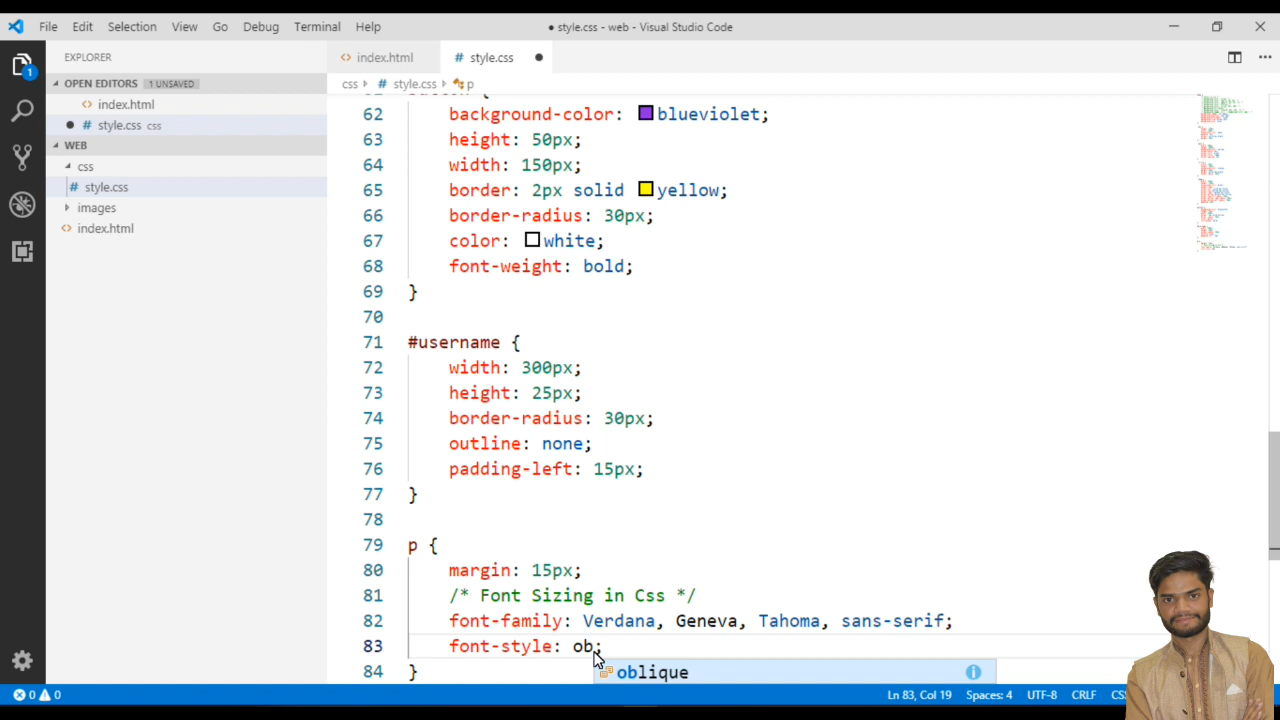 File Edit Selection View Go Debug Terminal Help ● style.css - web - Visual Studio Code
EXPLORER
OPEN EDITORS 1 UNSAVED
index.html
style.css css
WEB
css
style.css
images
index.html
1
index.html # style.css
css style.css p
62 background-color: blueviolet;
63 height: 50px;
64 width: 150px;
65 border: 2px solid yellow;
66 border-radius: 30px;
67 color: white;
68 font-weight: bold;
69 }
70
71 #username {
72 width: 300px;
73 height: 25px;
74 border-radius: 30px;
75 outline: none;
76 padding-left: 15px;
77 }
78
79 p {
80 margin: 15px;
81 /* Font Sizing in Css */
82 font-family: Verdana, Geneva, Tahoma, sans-serif;
83 font-style: ob;
oblique
84 }
0 0 Ln 83, Col 19 Spaces: 4 UTF-8 CRLF